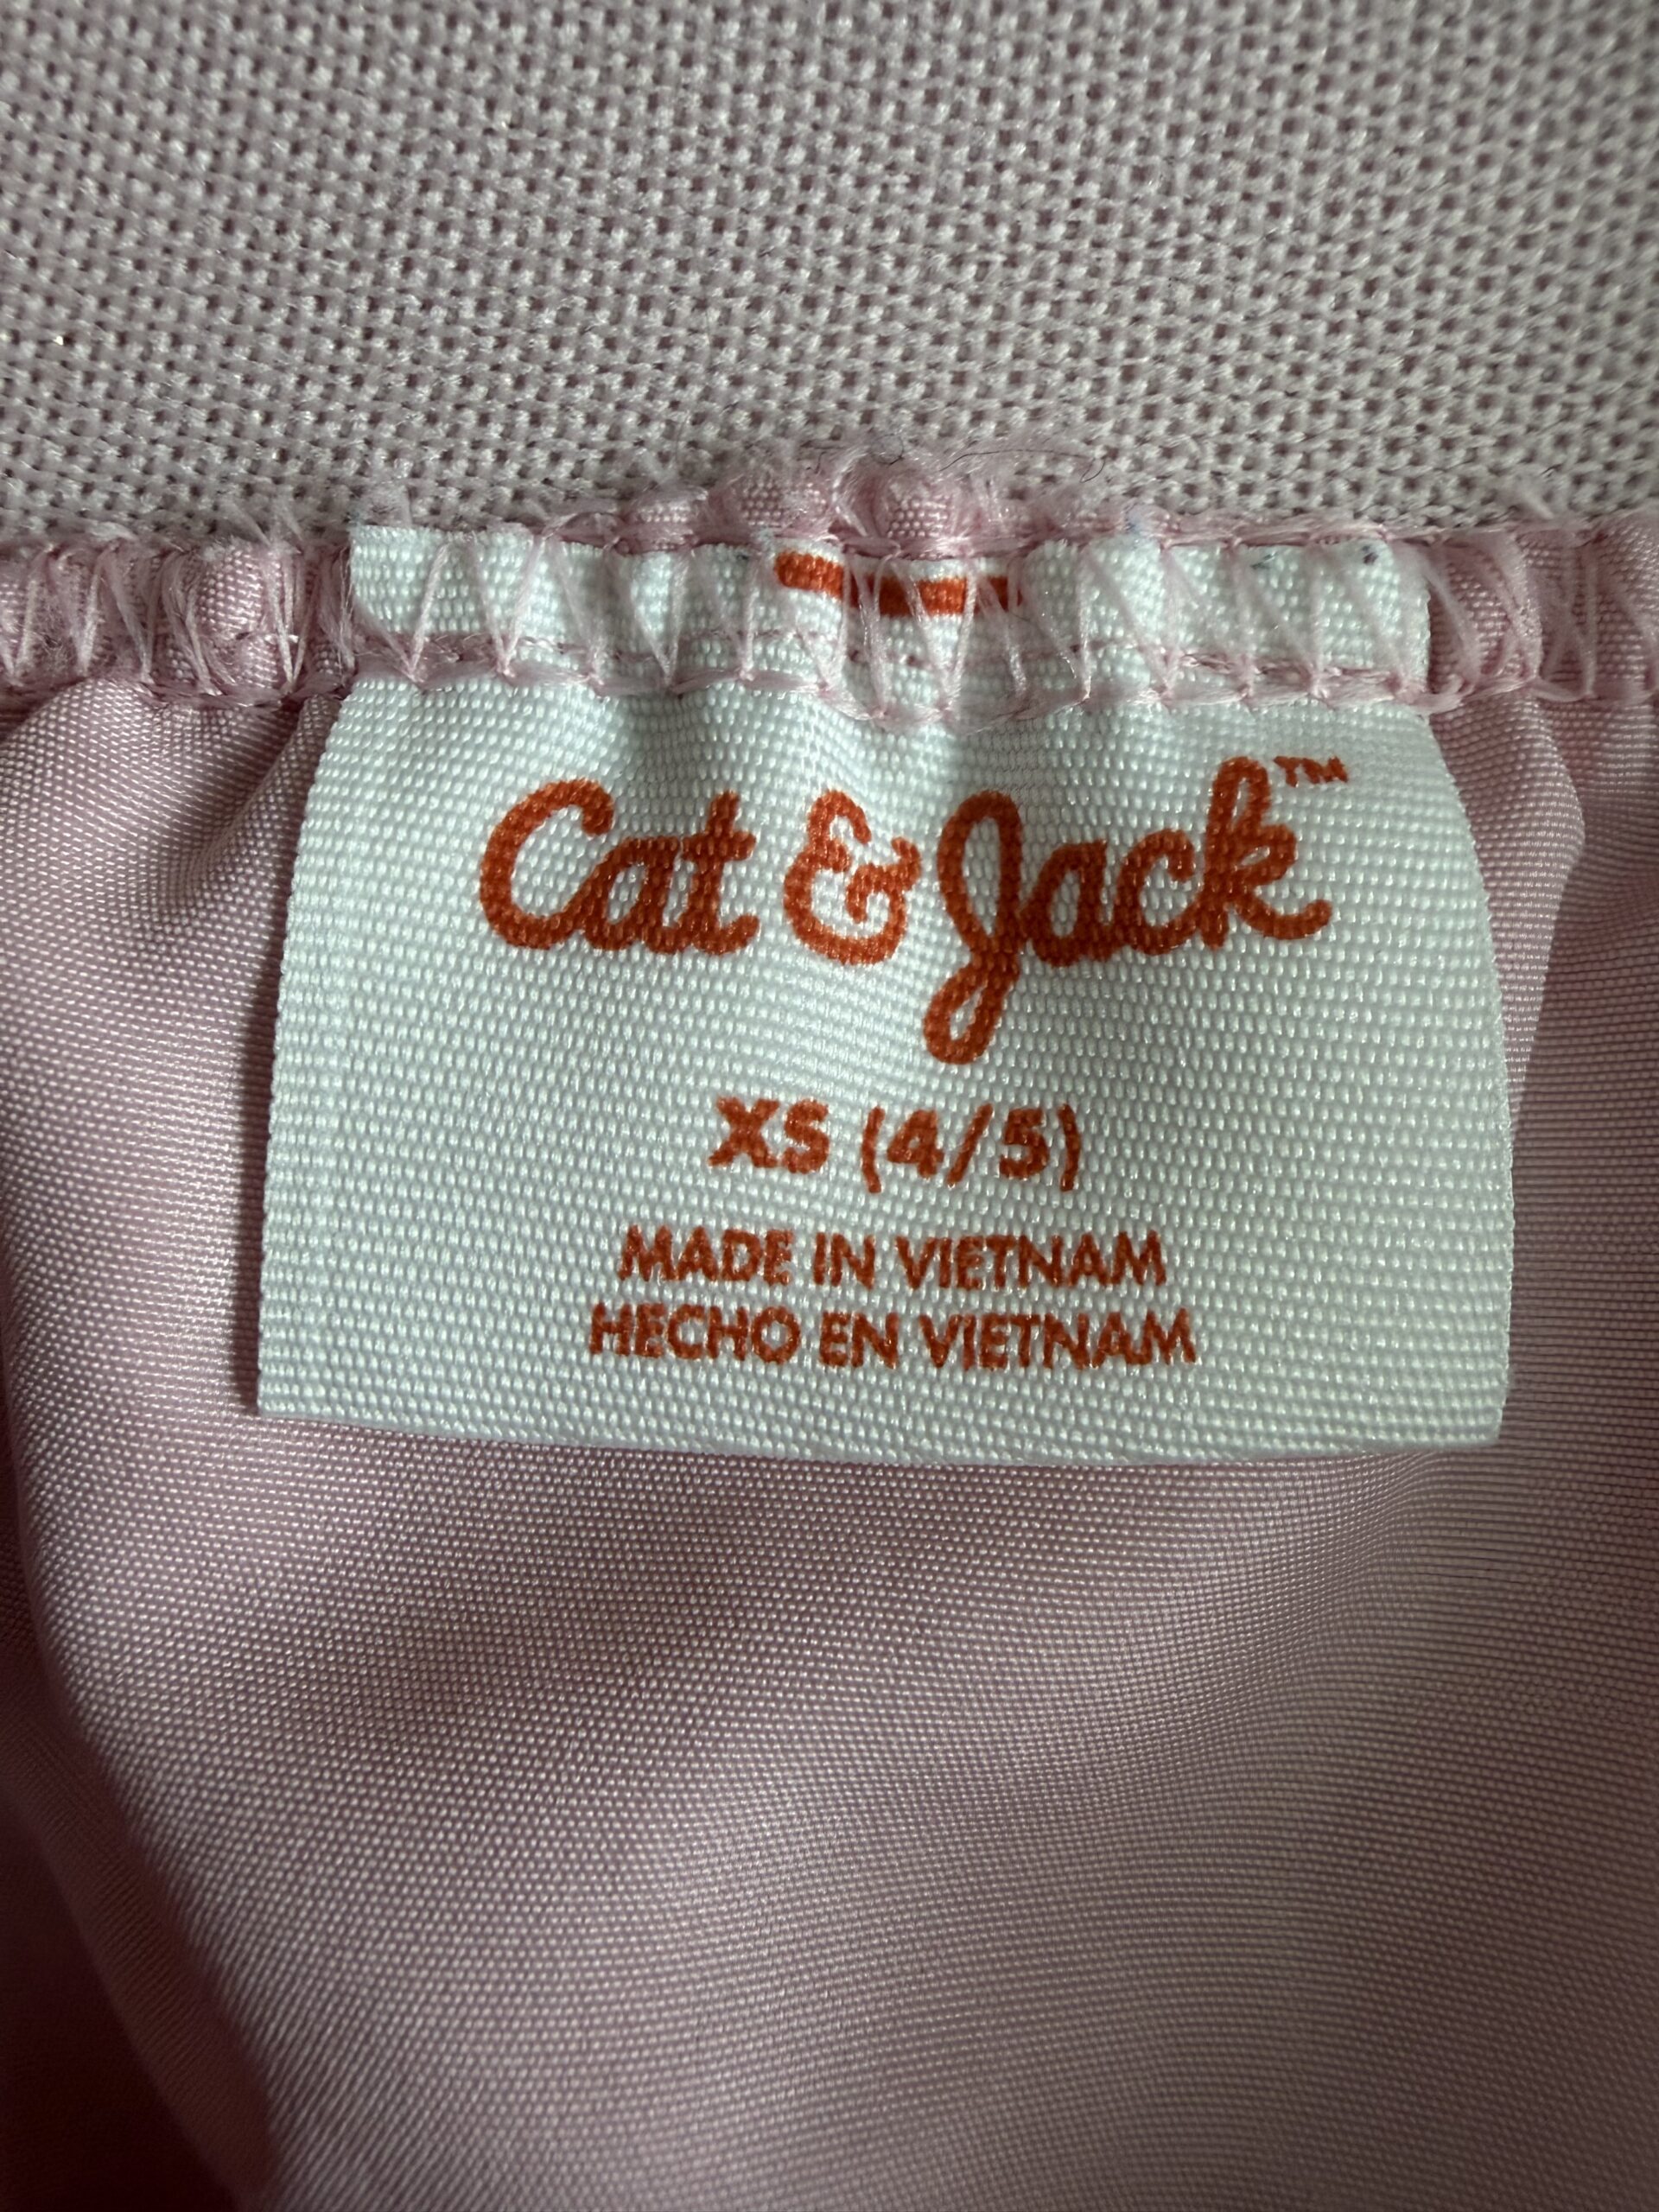 Cat & Jack™
XS (4/5)
MADE IN VIETNAM
HECHO EN VIETNAM